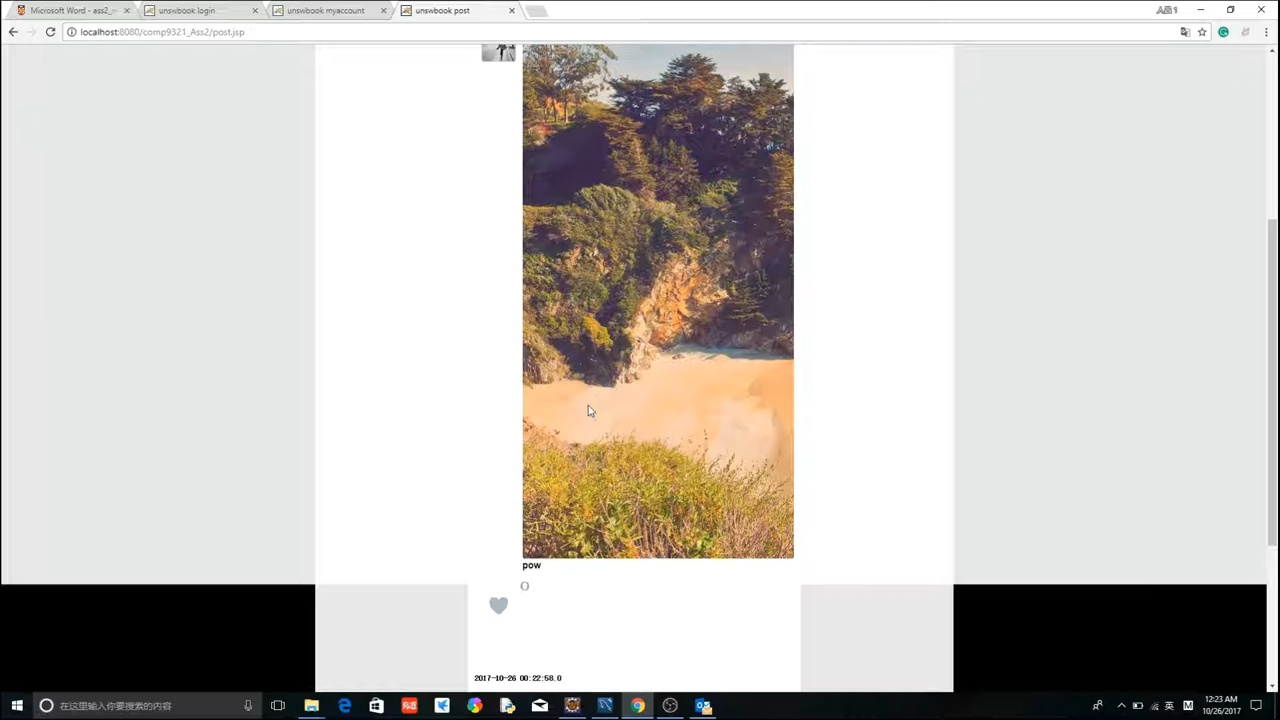 Microsoft Word - ass2_
unswbook login
unswbook myaccount
unswbook post
localhost:8080/comp9321_Ass2/post.jsp
pow
0
2017-10-26 00:22:58.0
在这里输入你要搜索的内容
英
M
12:23 AM
10/26/2017